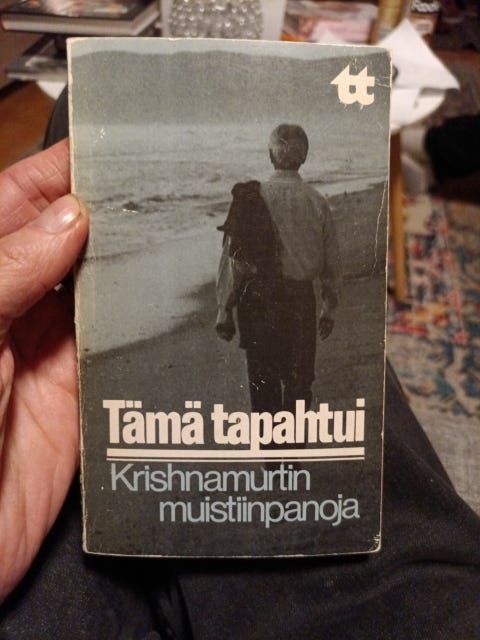 tt
Tämä tapahtui
Krishnamurtin
muistiinpanoja